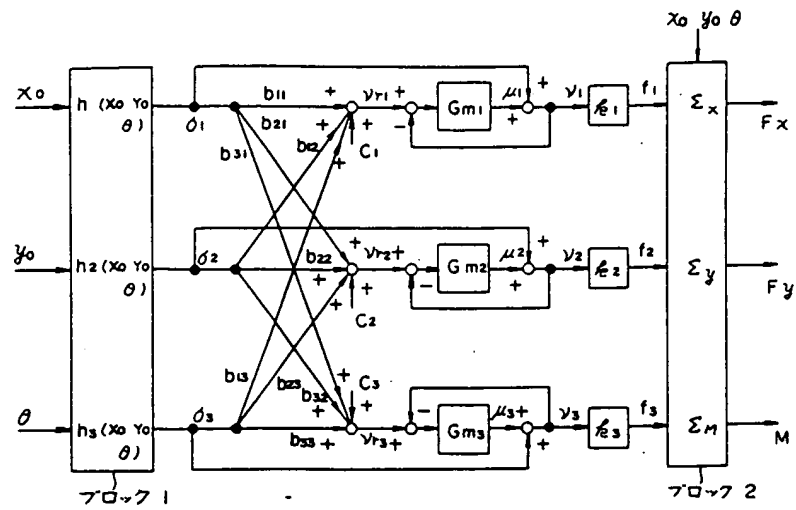 x0 y0 θ
x0
h (x0 y0
θ)
σ1
b11
b21
b31
b12
+
+
+
+
C1
νr1
+
−
Gm1
μ1
+
+
ν1
k1
f1
Σx
Fx
y0
h2 (x0 y0
θ)
σ2
b22
+
+
+
+
C2
νr2
+
−
Gm2
μ2
+
+
ν2
k2
f2
Σy
Fy
b13
b23
b32
C3
θ
h3 (x0 y0
θ)
σ3
b33
+
+
+
+
νr3
+
−
Gm3
μ3
+
+
ν3
k3
f3
ΣM
M
ブロック 1
ブロック 2